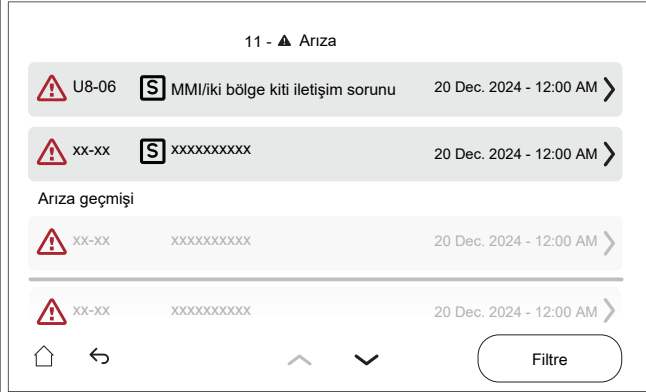 11 - Arıza
U8-06 S MMI/iki bölge kiti iletişim sorunu 20 Dec. 2024 - 12:00 AM
xx-xx S xxxxxxxxxx 20 Dec. 2024 - 12:00 AM
Arıza geçmişi
xx-xx xxxxxxxxxx 20 Dec. 2024 - 12:00 AM
xx-xx xxxxxxxxxx 20 Dec. 2024 - 12:00 AM
Filtre